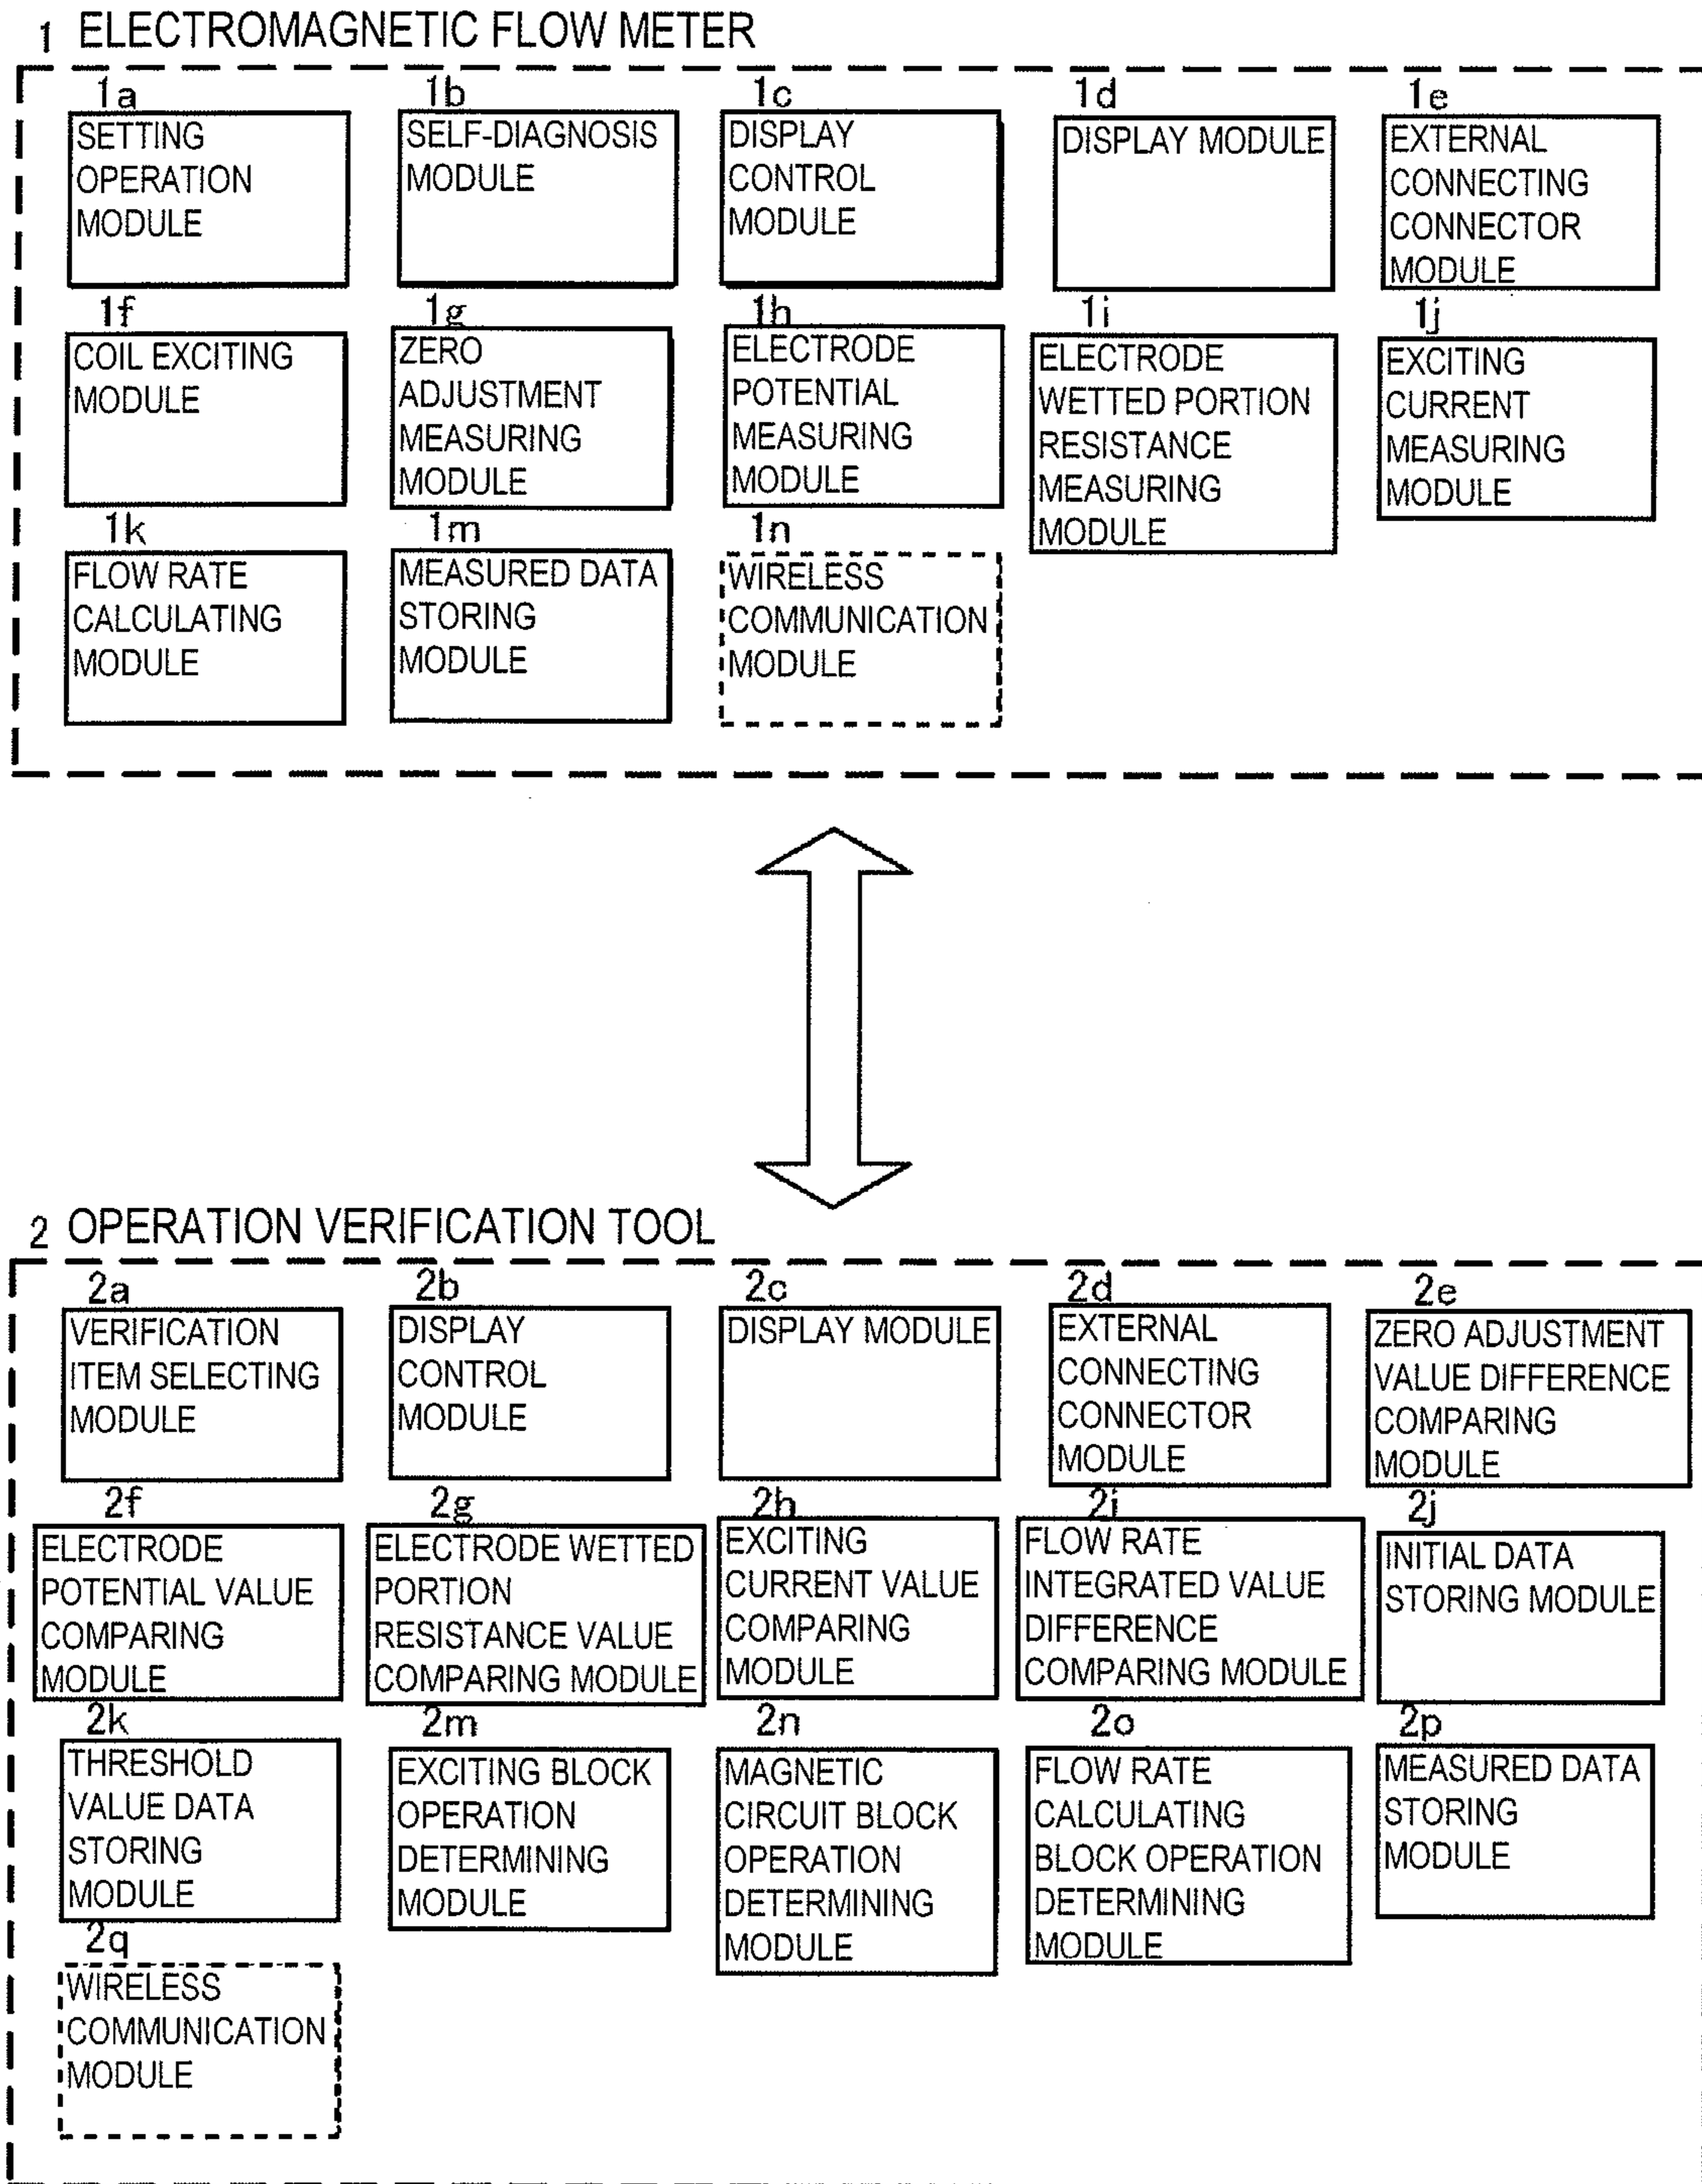 1 ELECTROMAGNETIC FLOW METER
1a
SETTING
OPERATION
MODULE
1b
SELF-DIAGNOSIS
MODULE
1c
DISPLAY
CONTROL
MODULE
1d
DISPLAY MODULE
1e
EXTERNAL
CONNECTING
CONNECTOR
MODULE
1f
COIL EXCITING
MODULE
1g
ZERO
ADJUSTMENT
MEASURING
MODULE
1h
ELECTRODE
POTENTIAL
MEASURING
MODULE
1i
ELECTRODE
WETTED PORTION
RESISTANCE
MEASURING
MODULE
1j
EXCITING
CURRENT
MEASURING
MODULE
1k
FLOW RATE
CALCULATING
MODULE
1m
MEASURED DATA
STORING
MODULE
1n
WIRELESS
COMMUNICATION
MODULE
2 OPERATION VERIFICATION TOOL
2a
VERIFICATION
ITEM SELECTING
MODULE
2b
DISPLAY
CONTROL
MODULE
2c
DISPLAY MODULE
2d
EXTERNAL
CONNECTING
CONNECTOR
MODULE
2e
ZERO ADJUSTMENT
VALUE DIFFERENCE
COMPARING
MODULE
2f
ELECTRODE
POTENTIAL VALUE
COMPARING
MODULE
2g
ELECTRODE WETTED
PORTION
RESISTANCE VALUE
COMPARING MODULE
2h
EXCITING
CURRENT VALUE
COMPARING
MODULE
2i
FLOW RATE
INTEGRATED VALUE
DIFFERENCE
COMPARING MODULE
2j
INITIAL DATA
STORING MODULE
2k
THRESHOLD
VALUE DATA
STORING
MODULE
2m
EXCITING BLOCK
OPERATION
DETERMINING
MODULE
2n
MAGNETIC
CIRCUIT BLOCK
OPERATION
DETERMINING
MODULE
2o
FLOW RATE
CALCULATING
BLOCK OPERATION
DETERMINING
MODULE
2p
MEASURED DATA
STORING
MODULE
2q
WIRELESS
COMMUNICATION
MODULE